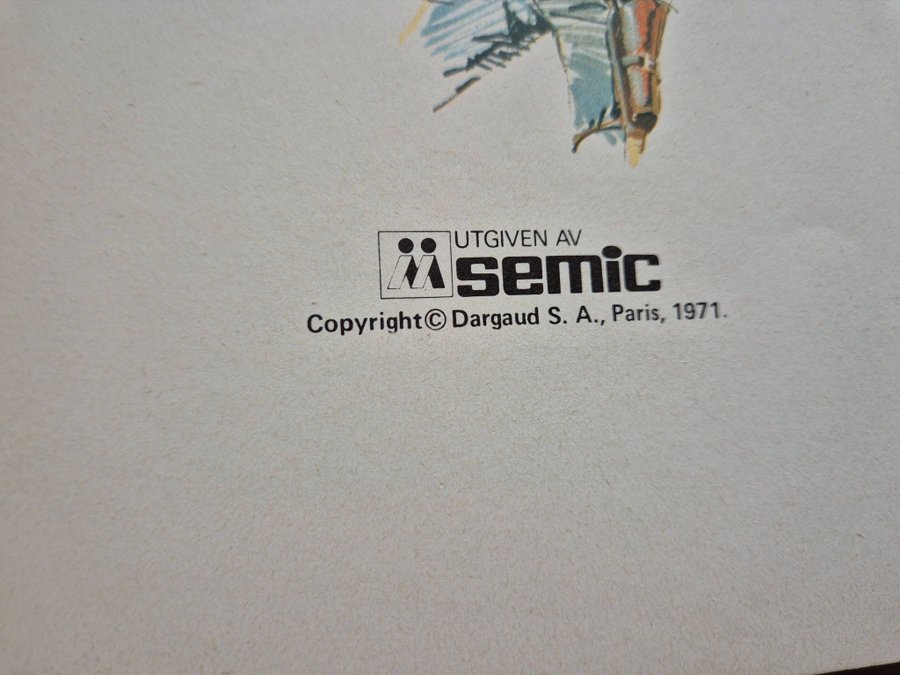 UTGIVEN AV
semic
Copyright © Dargaud S. A., Paris, 1971.